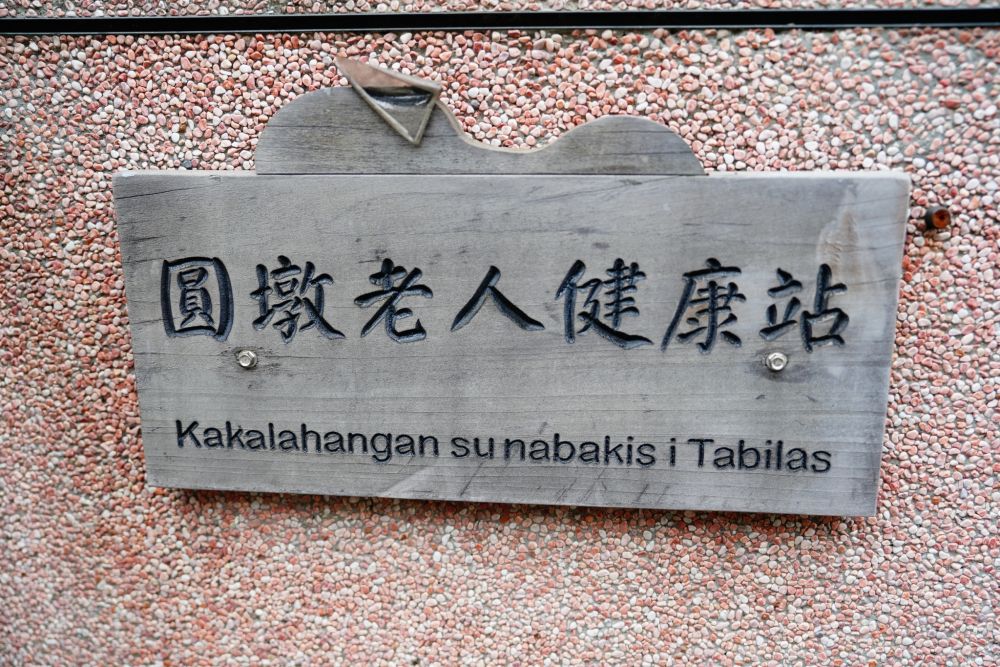 圓墩老人健康站
Kakalahangan su nabakis i Tabilas